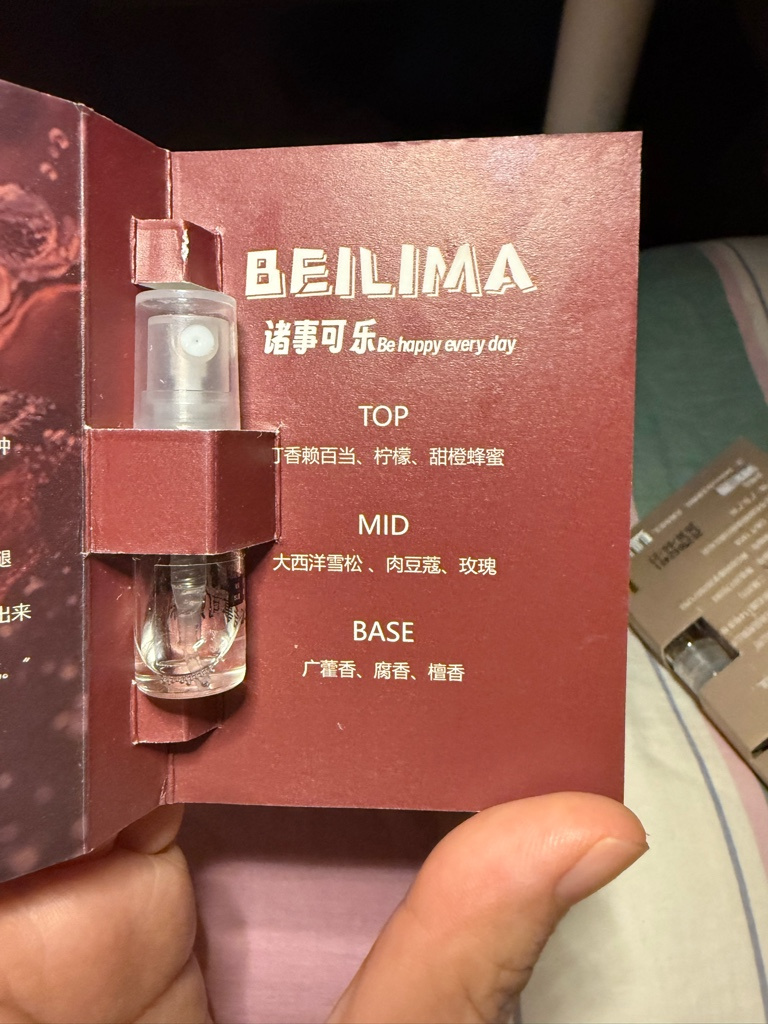 BEILIMA
诸事可乐Be happy every day
TOP
丁香赖百当、柠檬、甜橙蜂蜜
MID
大西洋雪松、肉豆蔻、玫瑰
BASE
广藿香、腐香、檀香
出来